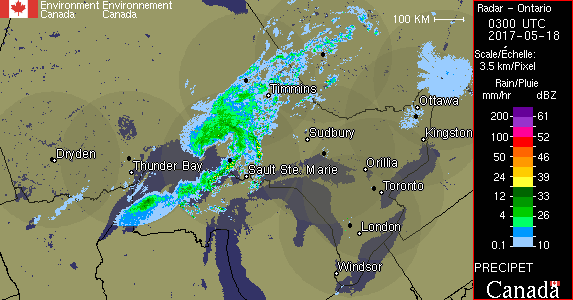 Environment Environnement
Canada Canada
100 KM
Timmins
Ottawa
Sudbury
Kingston
Dryden
Thunder Bay
Sault Ste. Marie
Orillia
Toronto
London
Windsor
Radar - Ontario
0300 UTC
2017-05-18
Scale/Échelle:
3.5 km/Pixel
Rain/Pluie
mm/hr dBZ
200 61
100 52
50 46
24 39
12 33
4 26
0.1 10
PRECIPET
Canada